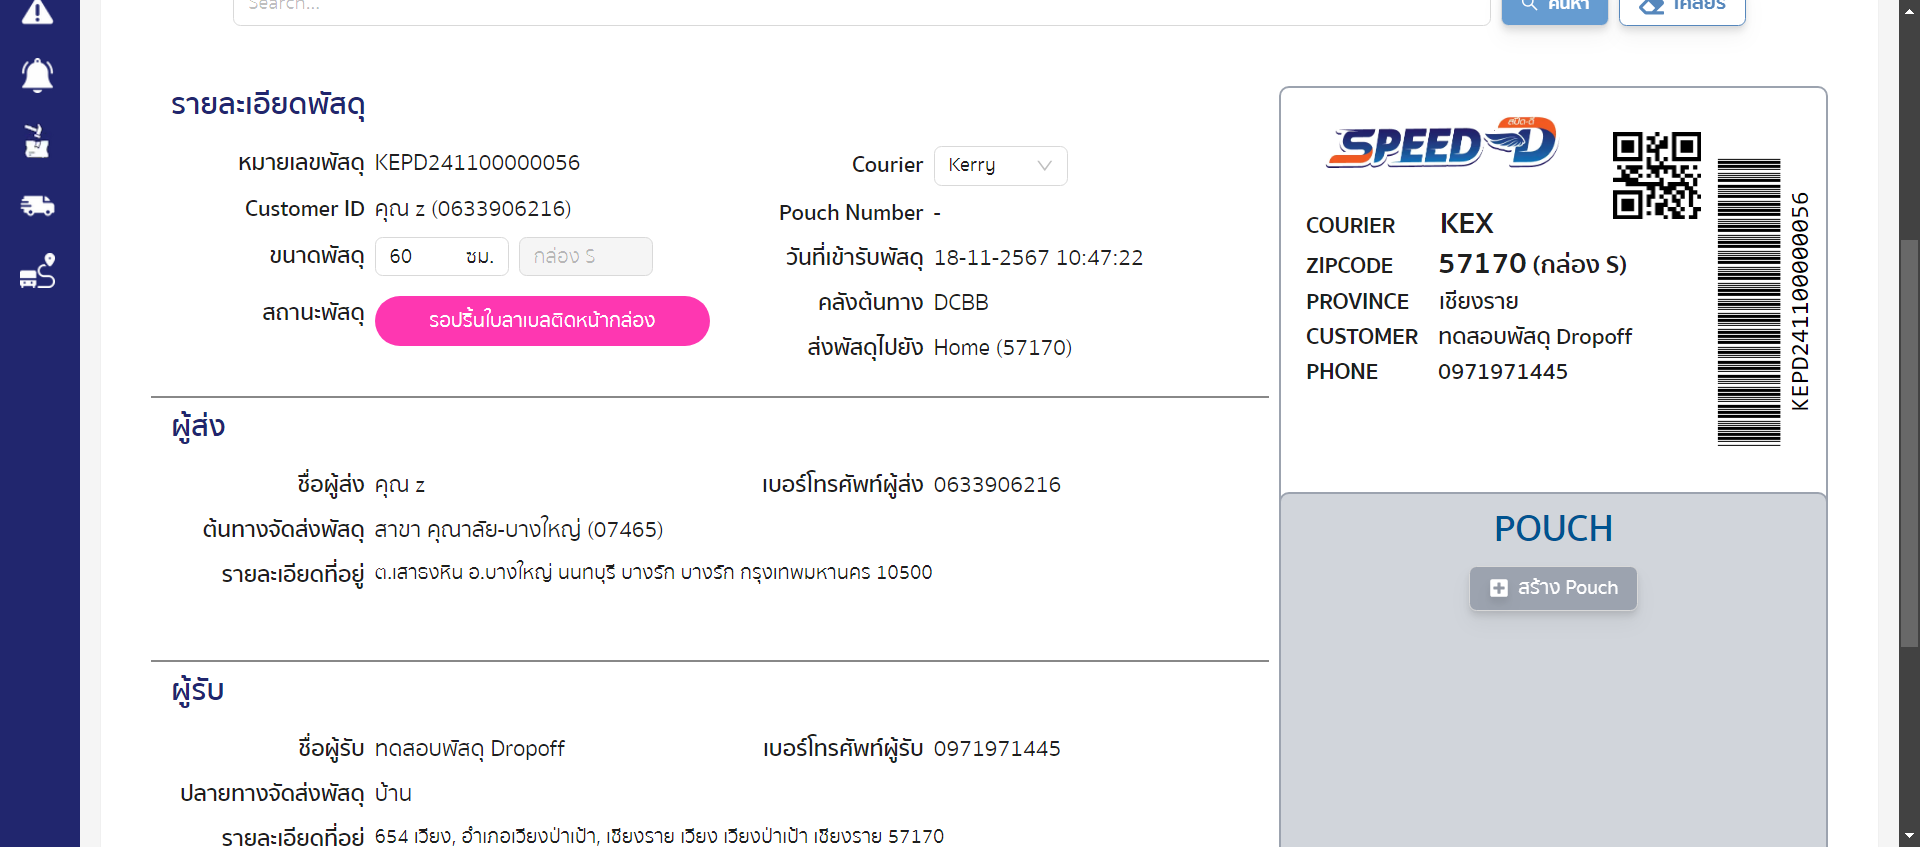 Search...
ค้นหา
เคลียร์
รายละเอียดพัสดุ
หมายเลขพัสดุ KEPD241100000056
Customer ID คุณ z (0633906216)
ขนาดพัสดุ 60 ซม. กล่อง S
สถานะพัสดุ รอปริ้นใบลาเบลติดหน้ากล่อง
Courier Kerry
Pouch Number -
วันที่เข้ารับพัสดุ 18-11-2567 10:47:22
คลังต้นทาง DCBB
ส่งพัสดุไปยัง Home (57170)
ผู้ส่ง
ชื่อผู้ส่ง คุณ z
เบอร์โทรศัพท์ผู้ส่ง 0633906216
ต้นทางจัดส่งพัสดุ สาขา คุณาลัย-บางใหญ่ (07465)
รายละเอียดที่อยู่ ต.เสาธงหิน อ.บางใหญ่ นนทบุรี บางรัก บางรัก กรุงเทพมหานคร 10500
ผู้รับ
ชื่อผู้รับ ทดสอบพัสดุ Dropoff
เบอร์โทรศัพท์ผู้รับ 0971971445
ปลายทางจัดส่งพัสดุ บ้าน
รายละเอียดที่อยู่ 654 เวียง, อำเภอเวียงป่าเป้า, เชียงราย เวียง เวียงป่าเป้า เชียงราย 57170
สปีด-ดี
SPEED-D
COURIER KEX
ZIPCODE 57170 (กล่อง S)
PROVINCE เชียงราย
CUSTOMER ทดสอบพัสดุ Dropoff
PHONE 0971971445
KEPD241100000056
POUCH
สร้าง Pouch